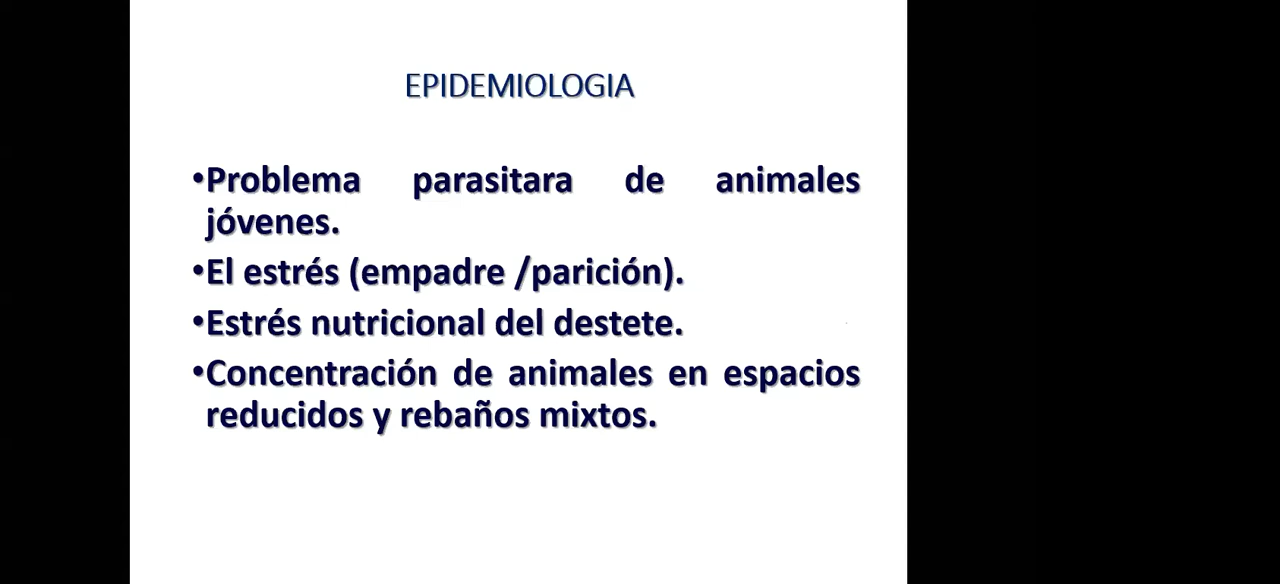 EPIDEMIOLOGIA
•Problema parasitara de animales
jóvenes.
•El estrés (empadre /parición).
•Estrés nutricional del destete.
•Concentración de animales en espacios
reducidos y rebaños mixtos.